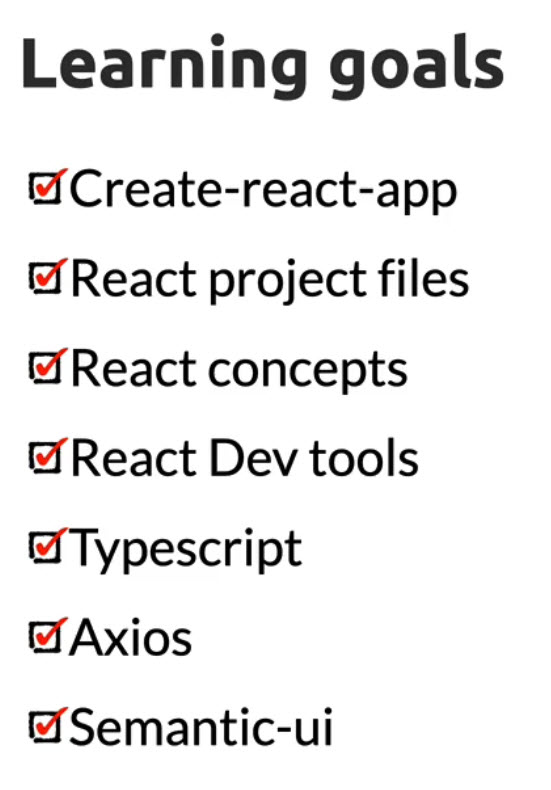 Learning goals
Create-react-app
React project files
React concepts
React Dev tools
Typescript
Axios
Semantic-ui